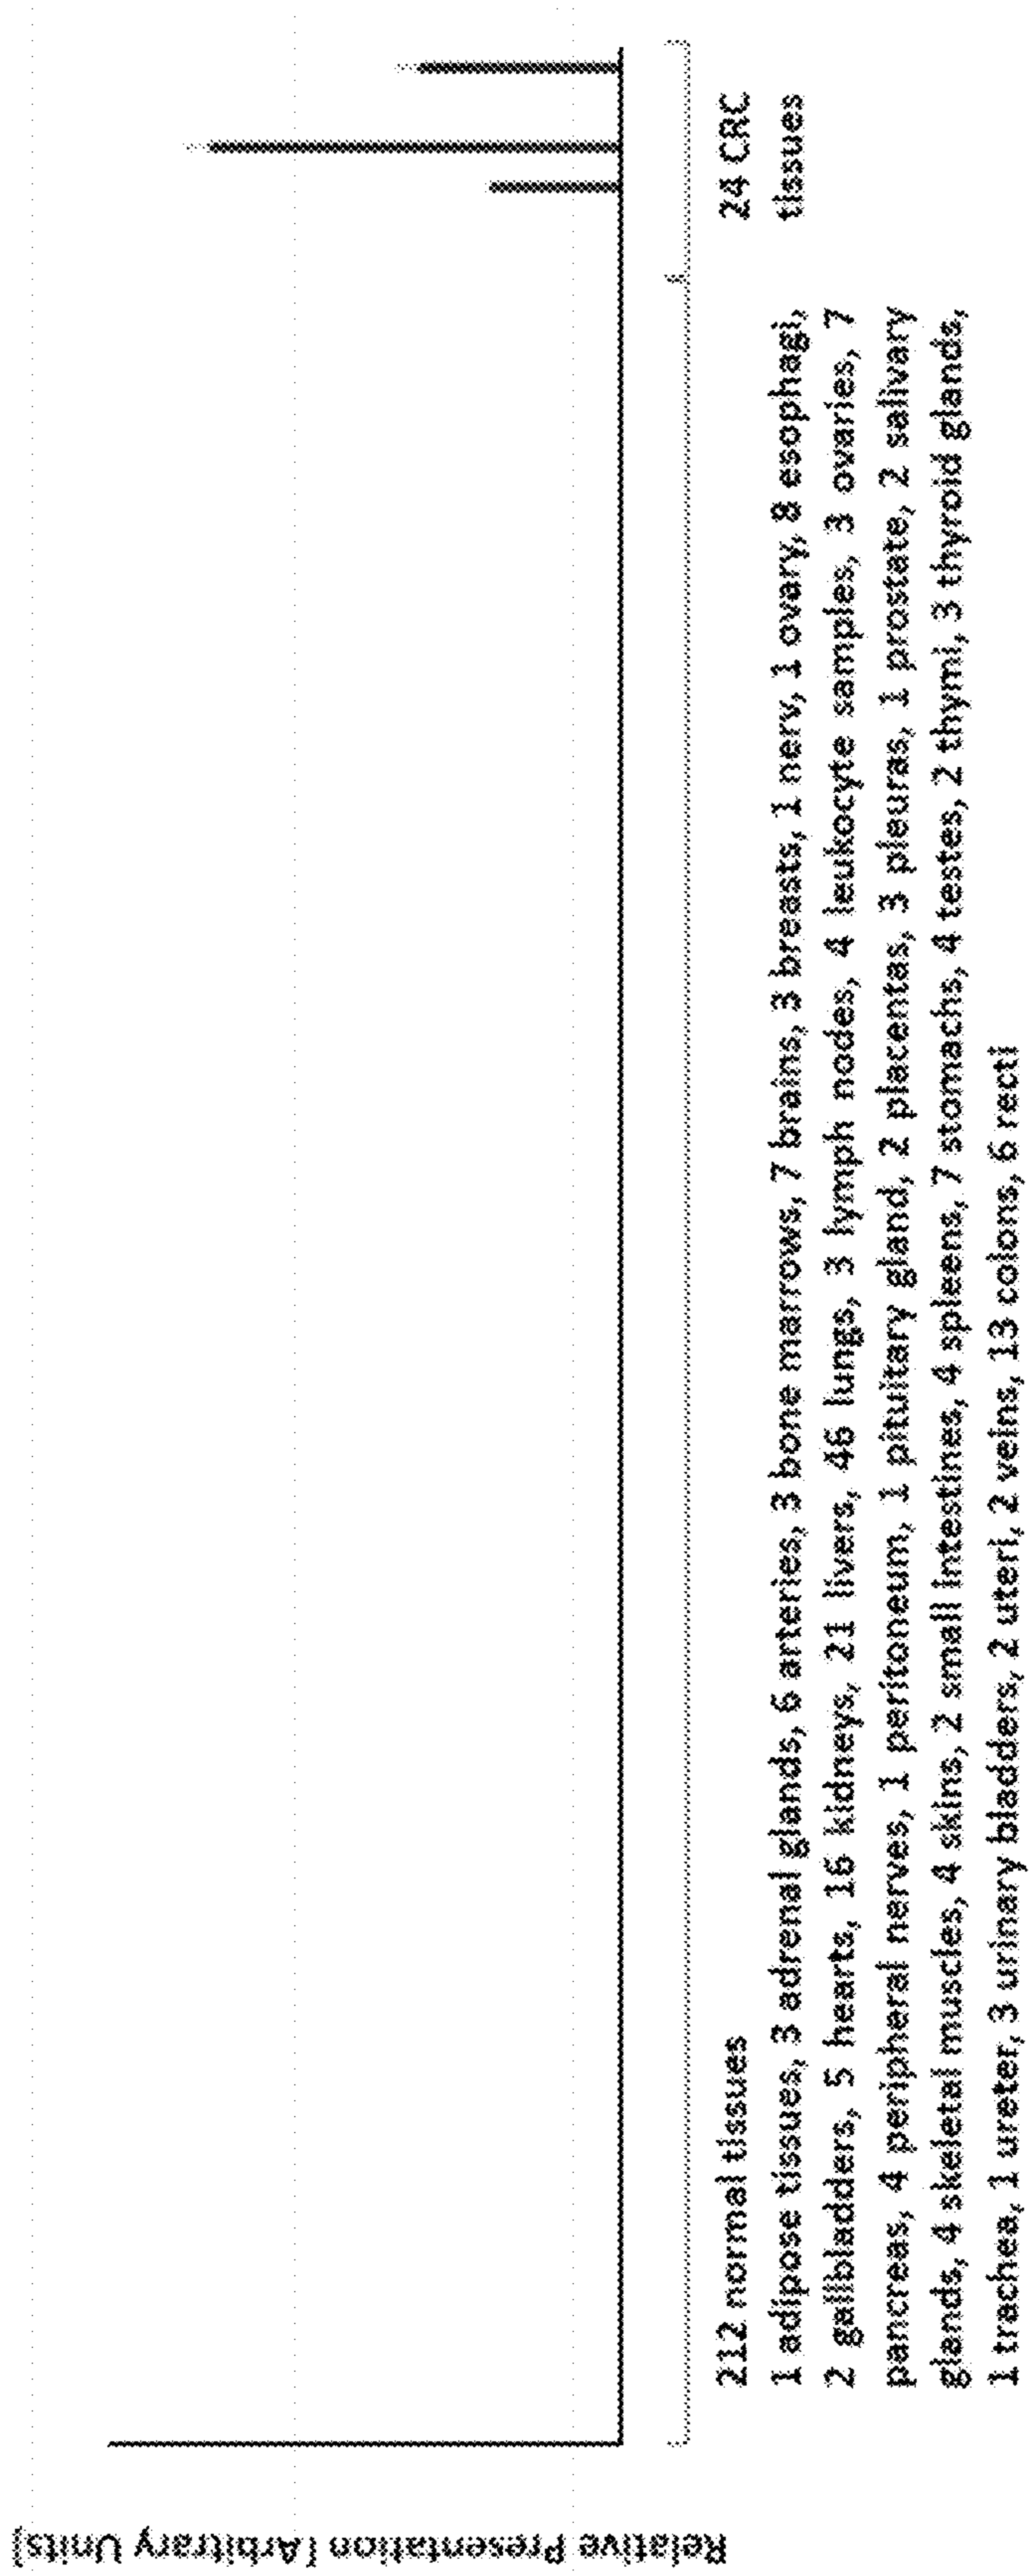 Relative Presentation [Arbitrary Units]
212 normal tissues
1 adipose tissues, 3 adrenal glands, 6 arteries, 3 bone marrows, 7 brains, 3 breasts, 1 nerv, 1 ovary, 8 esophagi,
2 gallbladders, 5 hearts, 16 kidneys, 21 livers, 46 lungs, 3 lymph nodes, 4 leukocyte samples, 3 ovaries, 7
pancreas, 4 peripheral nerves, 1 peritoneum, 1 pituitary gland, 2 placentas, 3 pleuras, 1 prostate, 2 salivary
glands, 4 skeletal muscles, 4 skins, 2 small intestines, 4 spleens, 7 stomachs, 4 testes, 2 thymi, 3 thyroid glands,
1 trachea, 1 ureter, 3 urinary bladders, 2 uteri, 2 veins, 13 colons, 6 recti
24 CRC
tissues